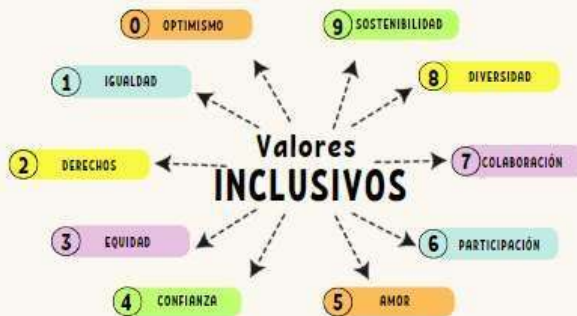 0 OPTIMISMO
9 SOSTENIBILIDAD
1 IGUALDAD
8 DIVERSIDAD
Valores
INCLUSIVOS
2 DERECHOS
7 COLABORACIÓN
3 EQUIDAD
6 PARTICIPACIÓN
4 CONFIANZA
5 AMOR